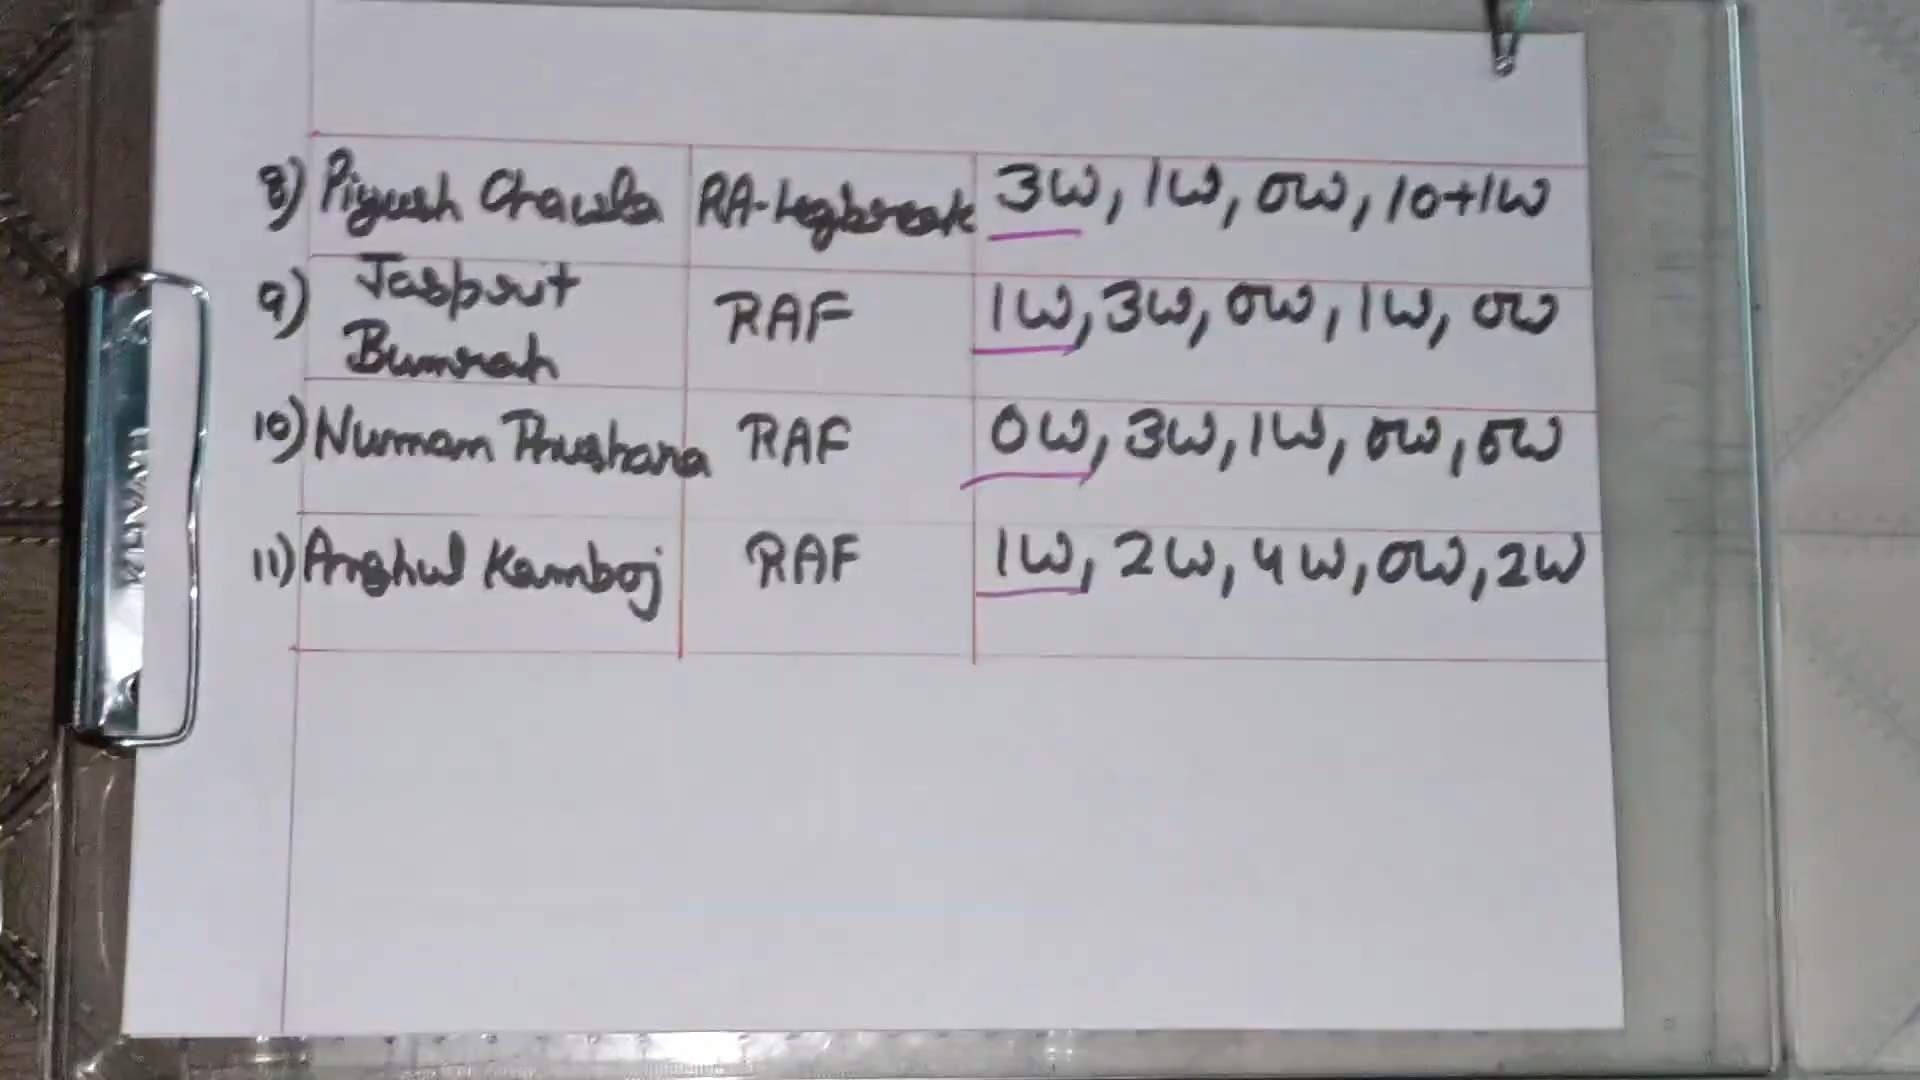 8) Piyush Chawla RA-Legbreak 3W, 1W, 0W, 10+1W
9) Jasprit Bumrah RAF 1W, 3W, 0W, 1W, 0W
10) Numan Thushara RAF 0W, 3W, 1W, 0W, 0W
11) Anshul Kamboj RAF 1W, 2W, 4W, 0W, 2W